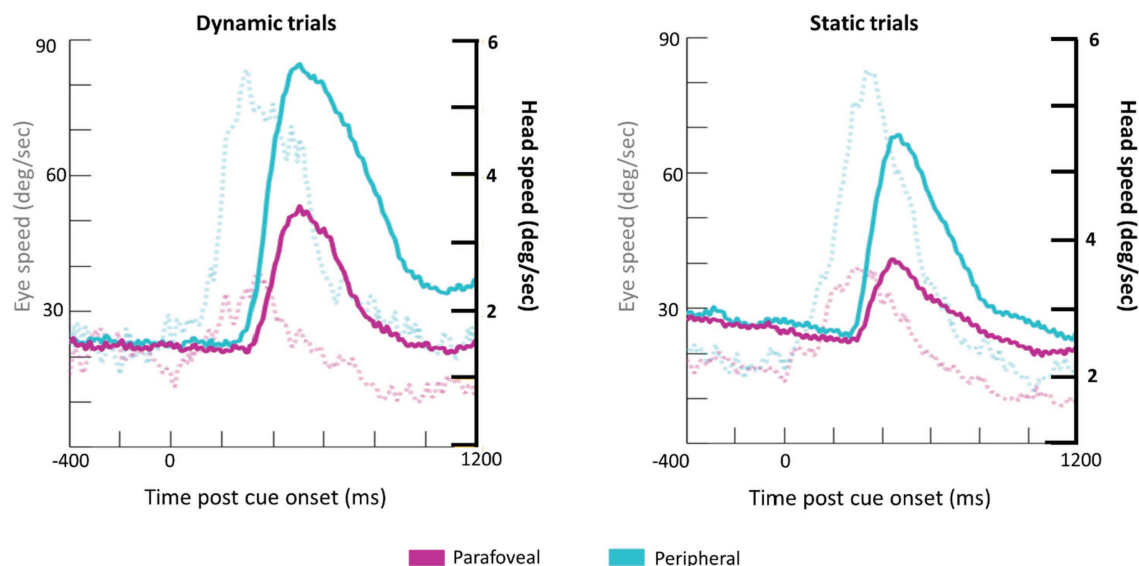 Dynamic trials
90
60
30
Eye speed (deg/sec)
6
4
2
Head speed (deg/sec)
-400
0
1200
Time post cue onset (ms)
Static trials
90
60
30
Eye speed (deg/sec)
6
4
2
Head speed (deg/sec)
-400
0
1200
Time post cue onset (ms)
Parafoveal
Peripheral